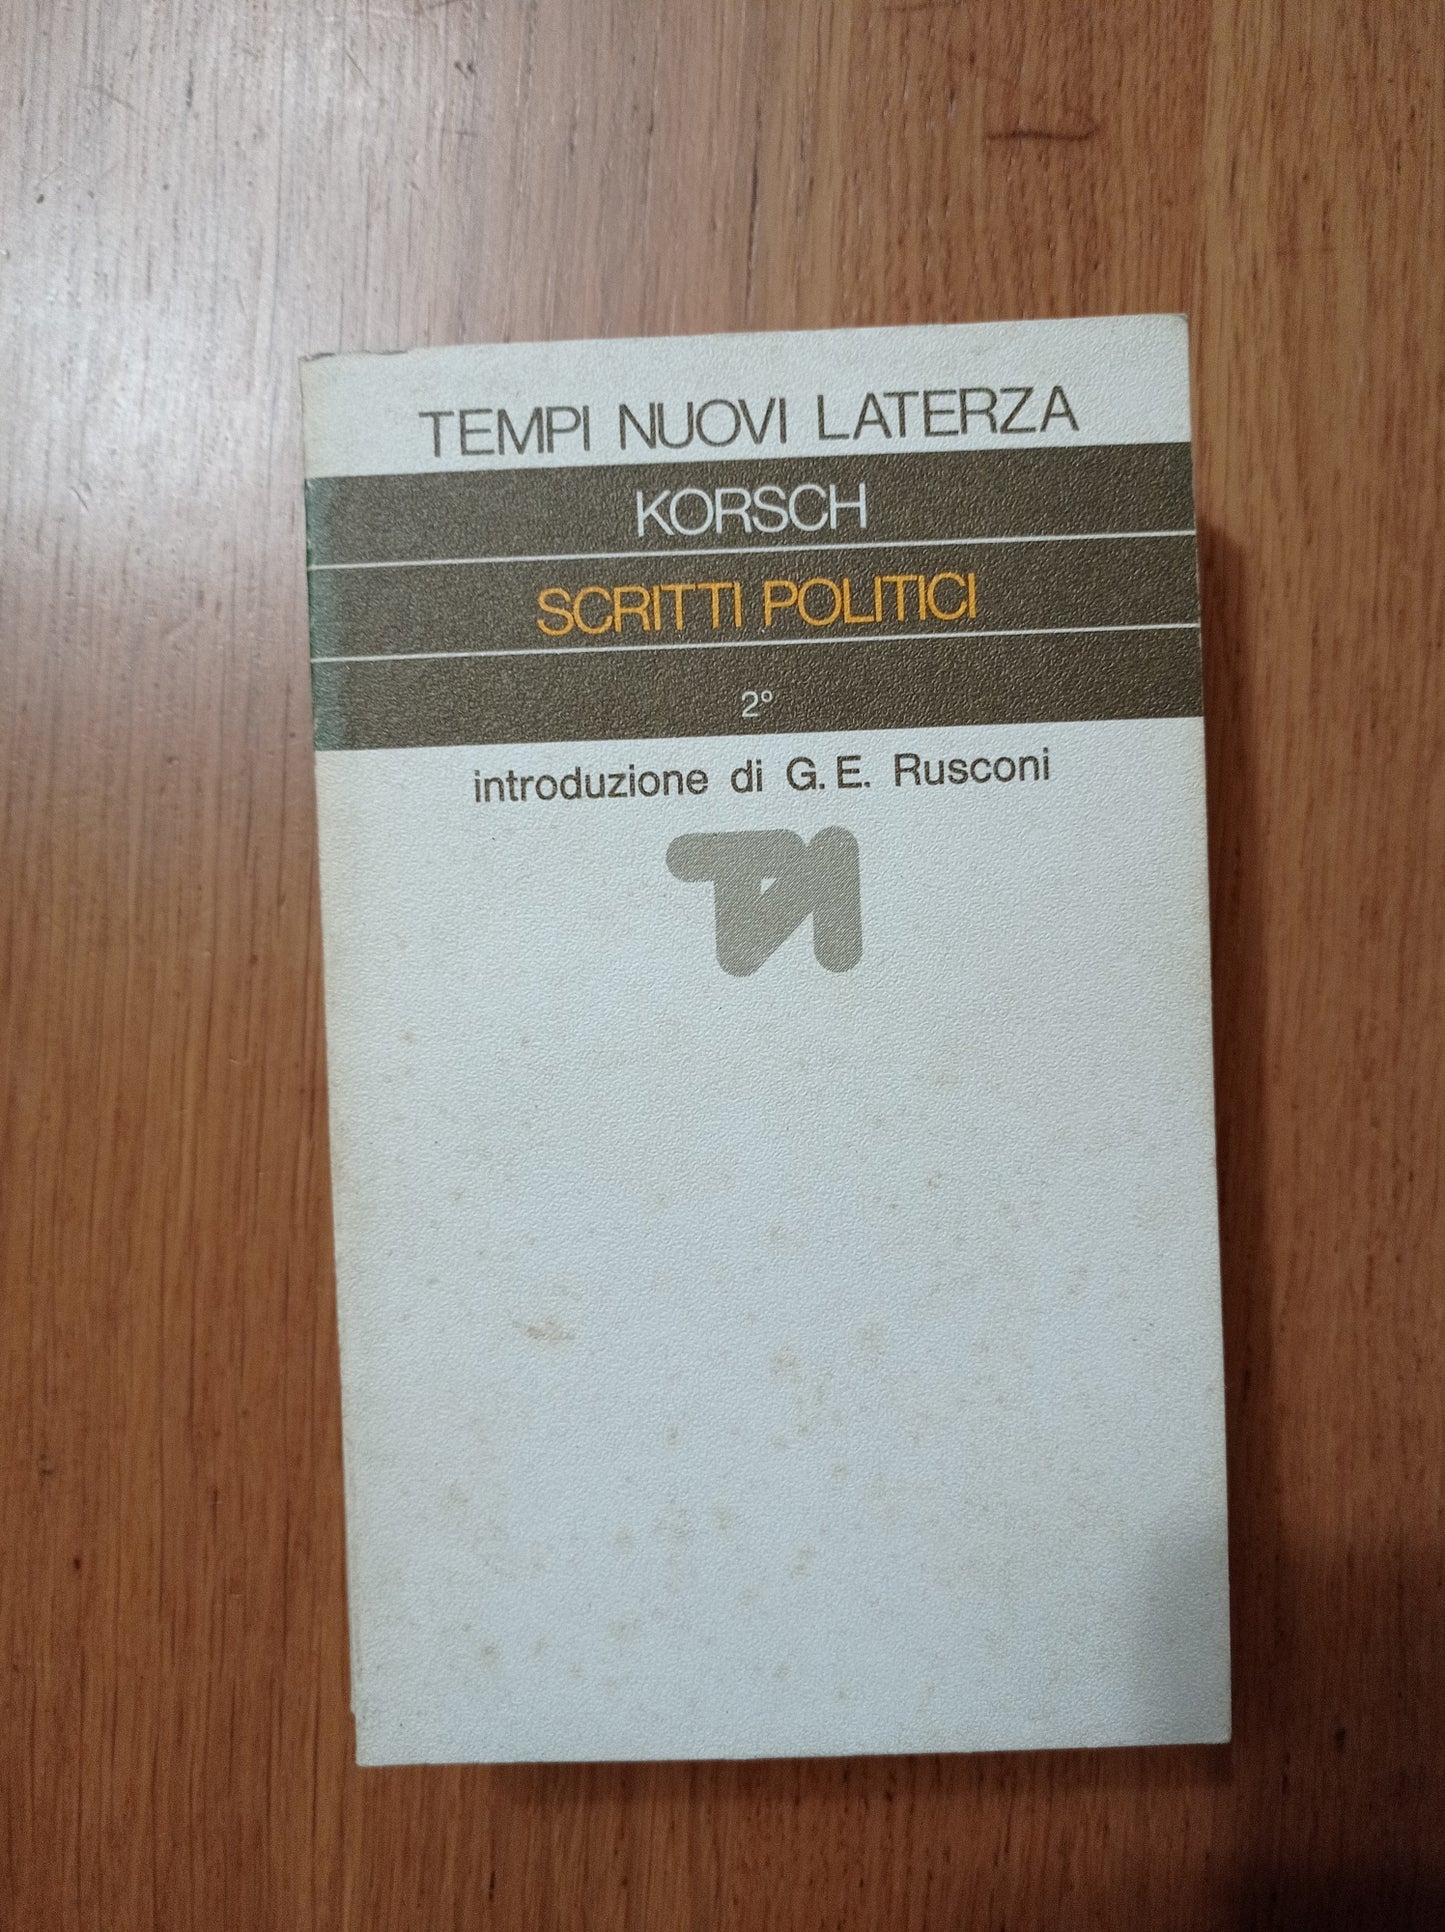 TEMPI NUOVI LATERZA
KORSCH
SCRITTI POLITICI
2°
introduzione di G. E. Rusconi